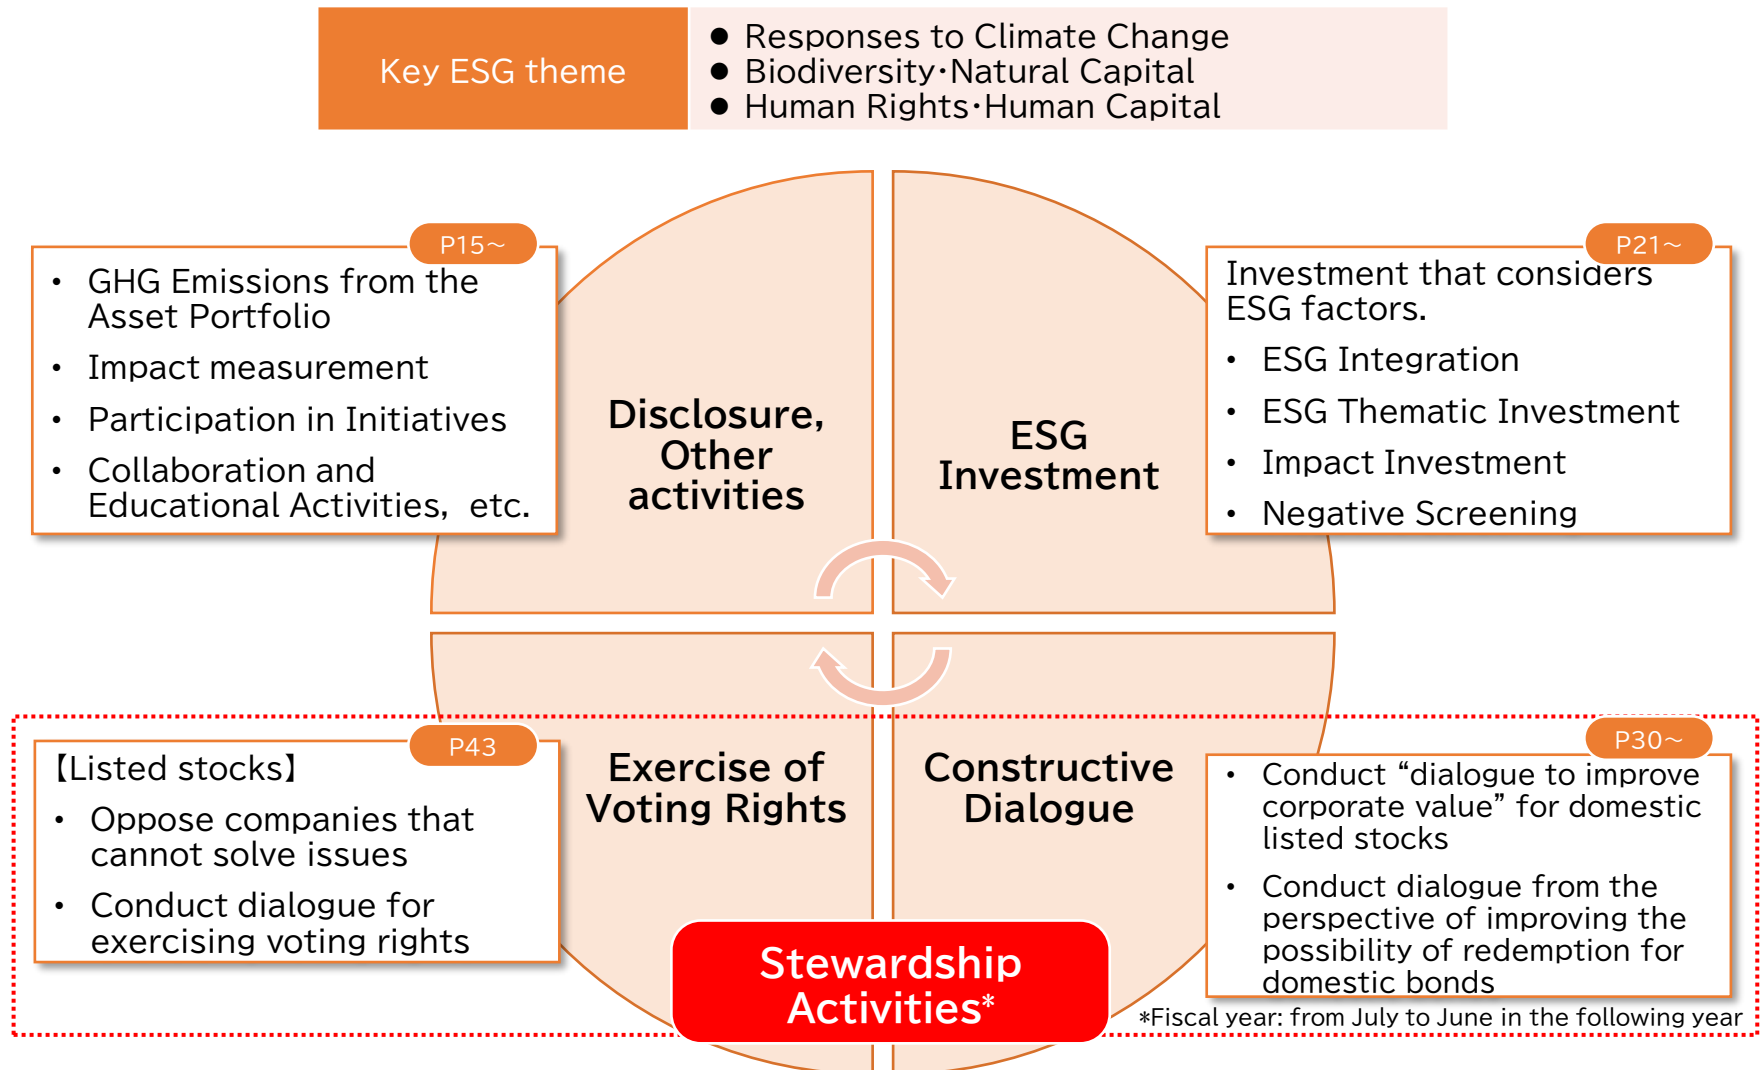 Key ESG theme
● Responses to Climate Change
● Biodiversity・Natural Capital
● Human Rights・Human Capital
P15～
• GHG Emissions from the
Asset Portfolio
• Impact measurement
• Participation in Initiatives
• Collaboration and
Educational Activities, etc.
Disclosure,
Other
activities
ESG
Investment
P21～
Investment that considers
ESG factors.
• ESG Integration
• ESG Thematic Investment
• Impact Investment
• Negative Screening
P43
【Listed stocks】
• Oppose companies that
cannot solve issues
• Conduct dialogue for
exercising voting rights
Exercise of
Voting Rights
Constructive
Dialogue
P30～
• Conduct “dialogue to improve
corporate value” for domestic
listed stocks
• Conduct dialogue from the
perspective of improving the
possibility of redemption for
domestic bonds
Stewardship
Activities*
*Fiscal year: from July to June in the following year